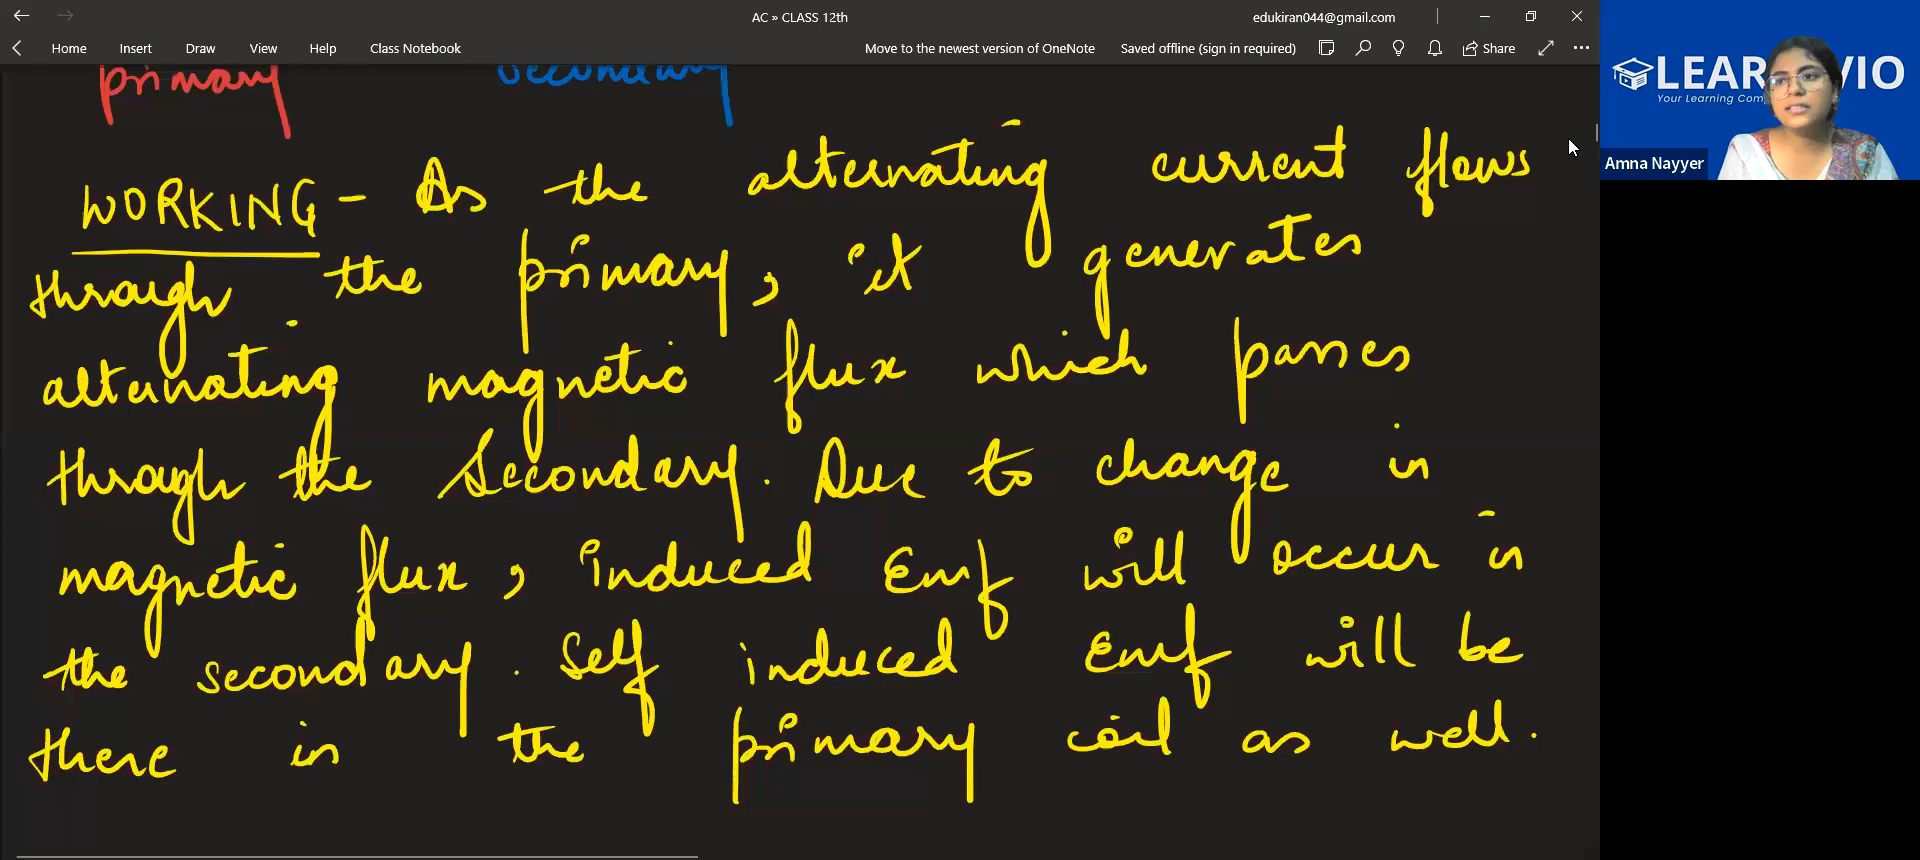 AC » CLASS 12th
edukiran044@gmail.com
Home Insert Draw View Help Class Notebook
Move to the newest version of OneNote Saved offline (sign in required) Share
LEAR VIO
Your Learning Com
Amna Nayyer
primary secondary
WORKING - As the alternating current flows
through the primary, it generates
alternating magnetic flux which passes
through the secondary. Due to change in
magnetic flux, induced Emf will occur in
the secondary. Self induced Emf will be
there in the primary coil as well.